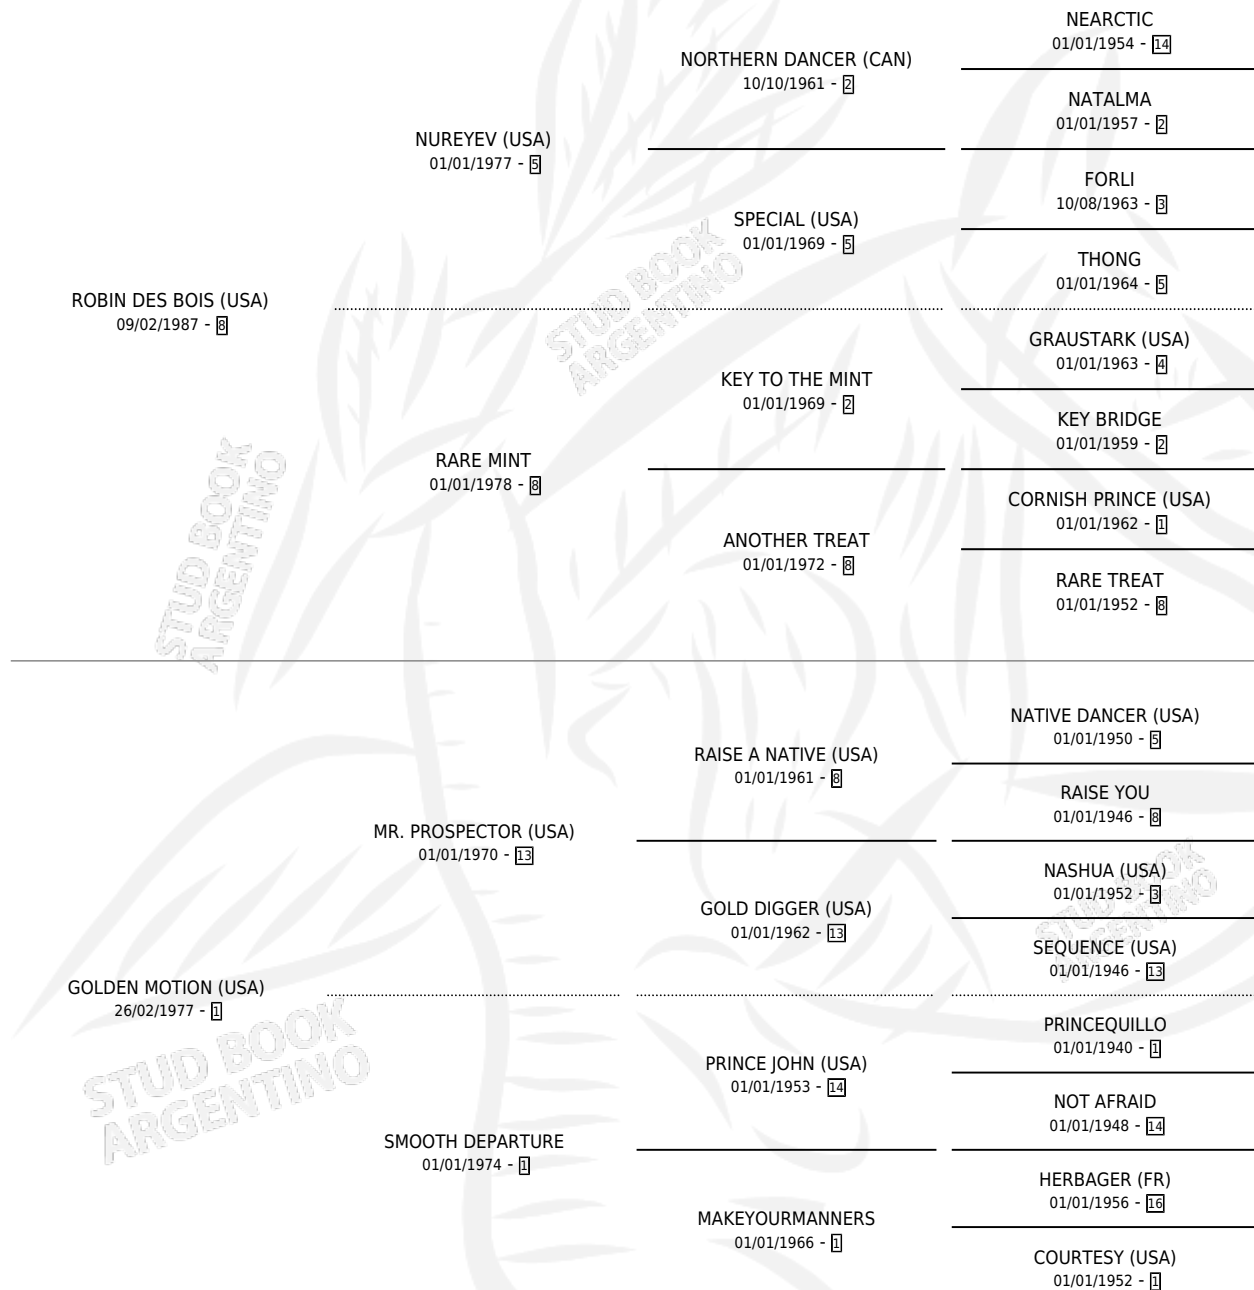 NEARCTIC
01/01/1954 - 14
NORTHERN DANCER (CAN)
10/10/1961 - 2
NATALMA
01/01/1957 - 2
NUREYEV (USA)
01/01/1977 - 5
FORLI
10/08/1963 - 3
SPECIAL (USA)
01/01/1969 - 5
THONG
01/01/1964 - 5
ROBIN DES BOIS (USA)
09/02/1987 - 8
GRAUSTARK (USA)
01/01/1963 - 4
KEY TO THE MINT
01/01/1969 - 2
KEY BRIDGE
01/01/1959 - 2
RARE MINT
01/01/1978 - 8
CORNISH PRINCE (USA)
01/01/1962 - 1
ANOTHER TREAT
01/01/1972 - 8
RARE TREAT
01/01/1952 - 8
NATIVE DANCER (USA)
01/01/1950 - 5
RAISE A NATIVE (USA)
01/01/1961 - 8
RAISE YOU
01/01/1946 - 8
MR. PROSPECTOR (USA)
01/01/1970 - 13
NASHUA (USA)
01/01/1952 - 3
GOLD DIGGER (USA)
01/01/1962 - 13
SEQUENCE (USA)
01/01/1946 - 13
GOLDEN MOTION (USA)
26/02/1977 - 1
PRINCEQUILLO
01/01/1940 - 1
PRINCE JOHN (USA)
01/01/1953 - 14
NOT AFRAID
01/01/1948 - 14
SMOOTH DEPARTURE
01/01/1974 - 1
HERBAGER (FR)
01/01/1956 - 16
MAKEYOURMANNERS
01/01/1966 - 1
COURTESY (USA)
01/01/1952 - 1
STUD BOOK
ARGENTINO
STUD BOOK
ARGENTINO
STUD BOOK
ARGENTINO
STUD BOOK
ARGENTINO